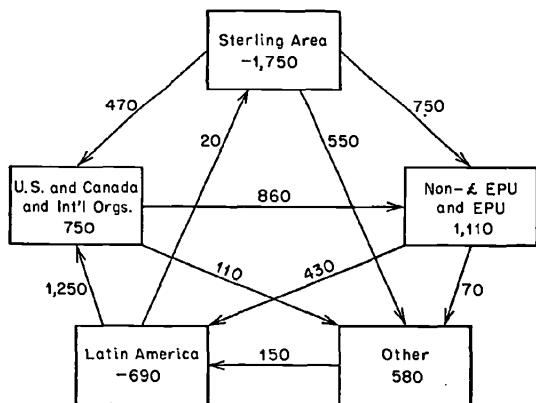 Sterling Area
-1,750
470
750
20
550
U.S. and Canada
and Int'l Orgs.
750
860
Non-£ EPU
and EPU
1,110
110
430
1,250
70
Latin America
-690
150
Other
580